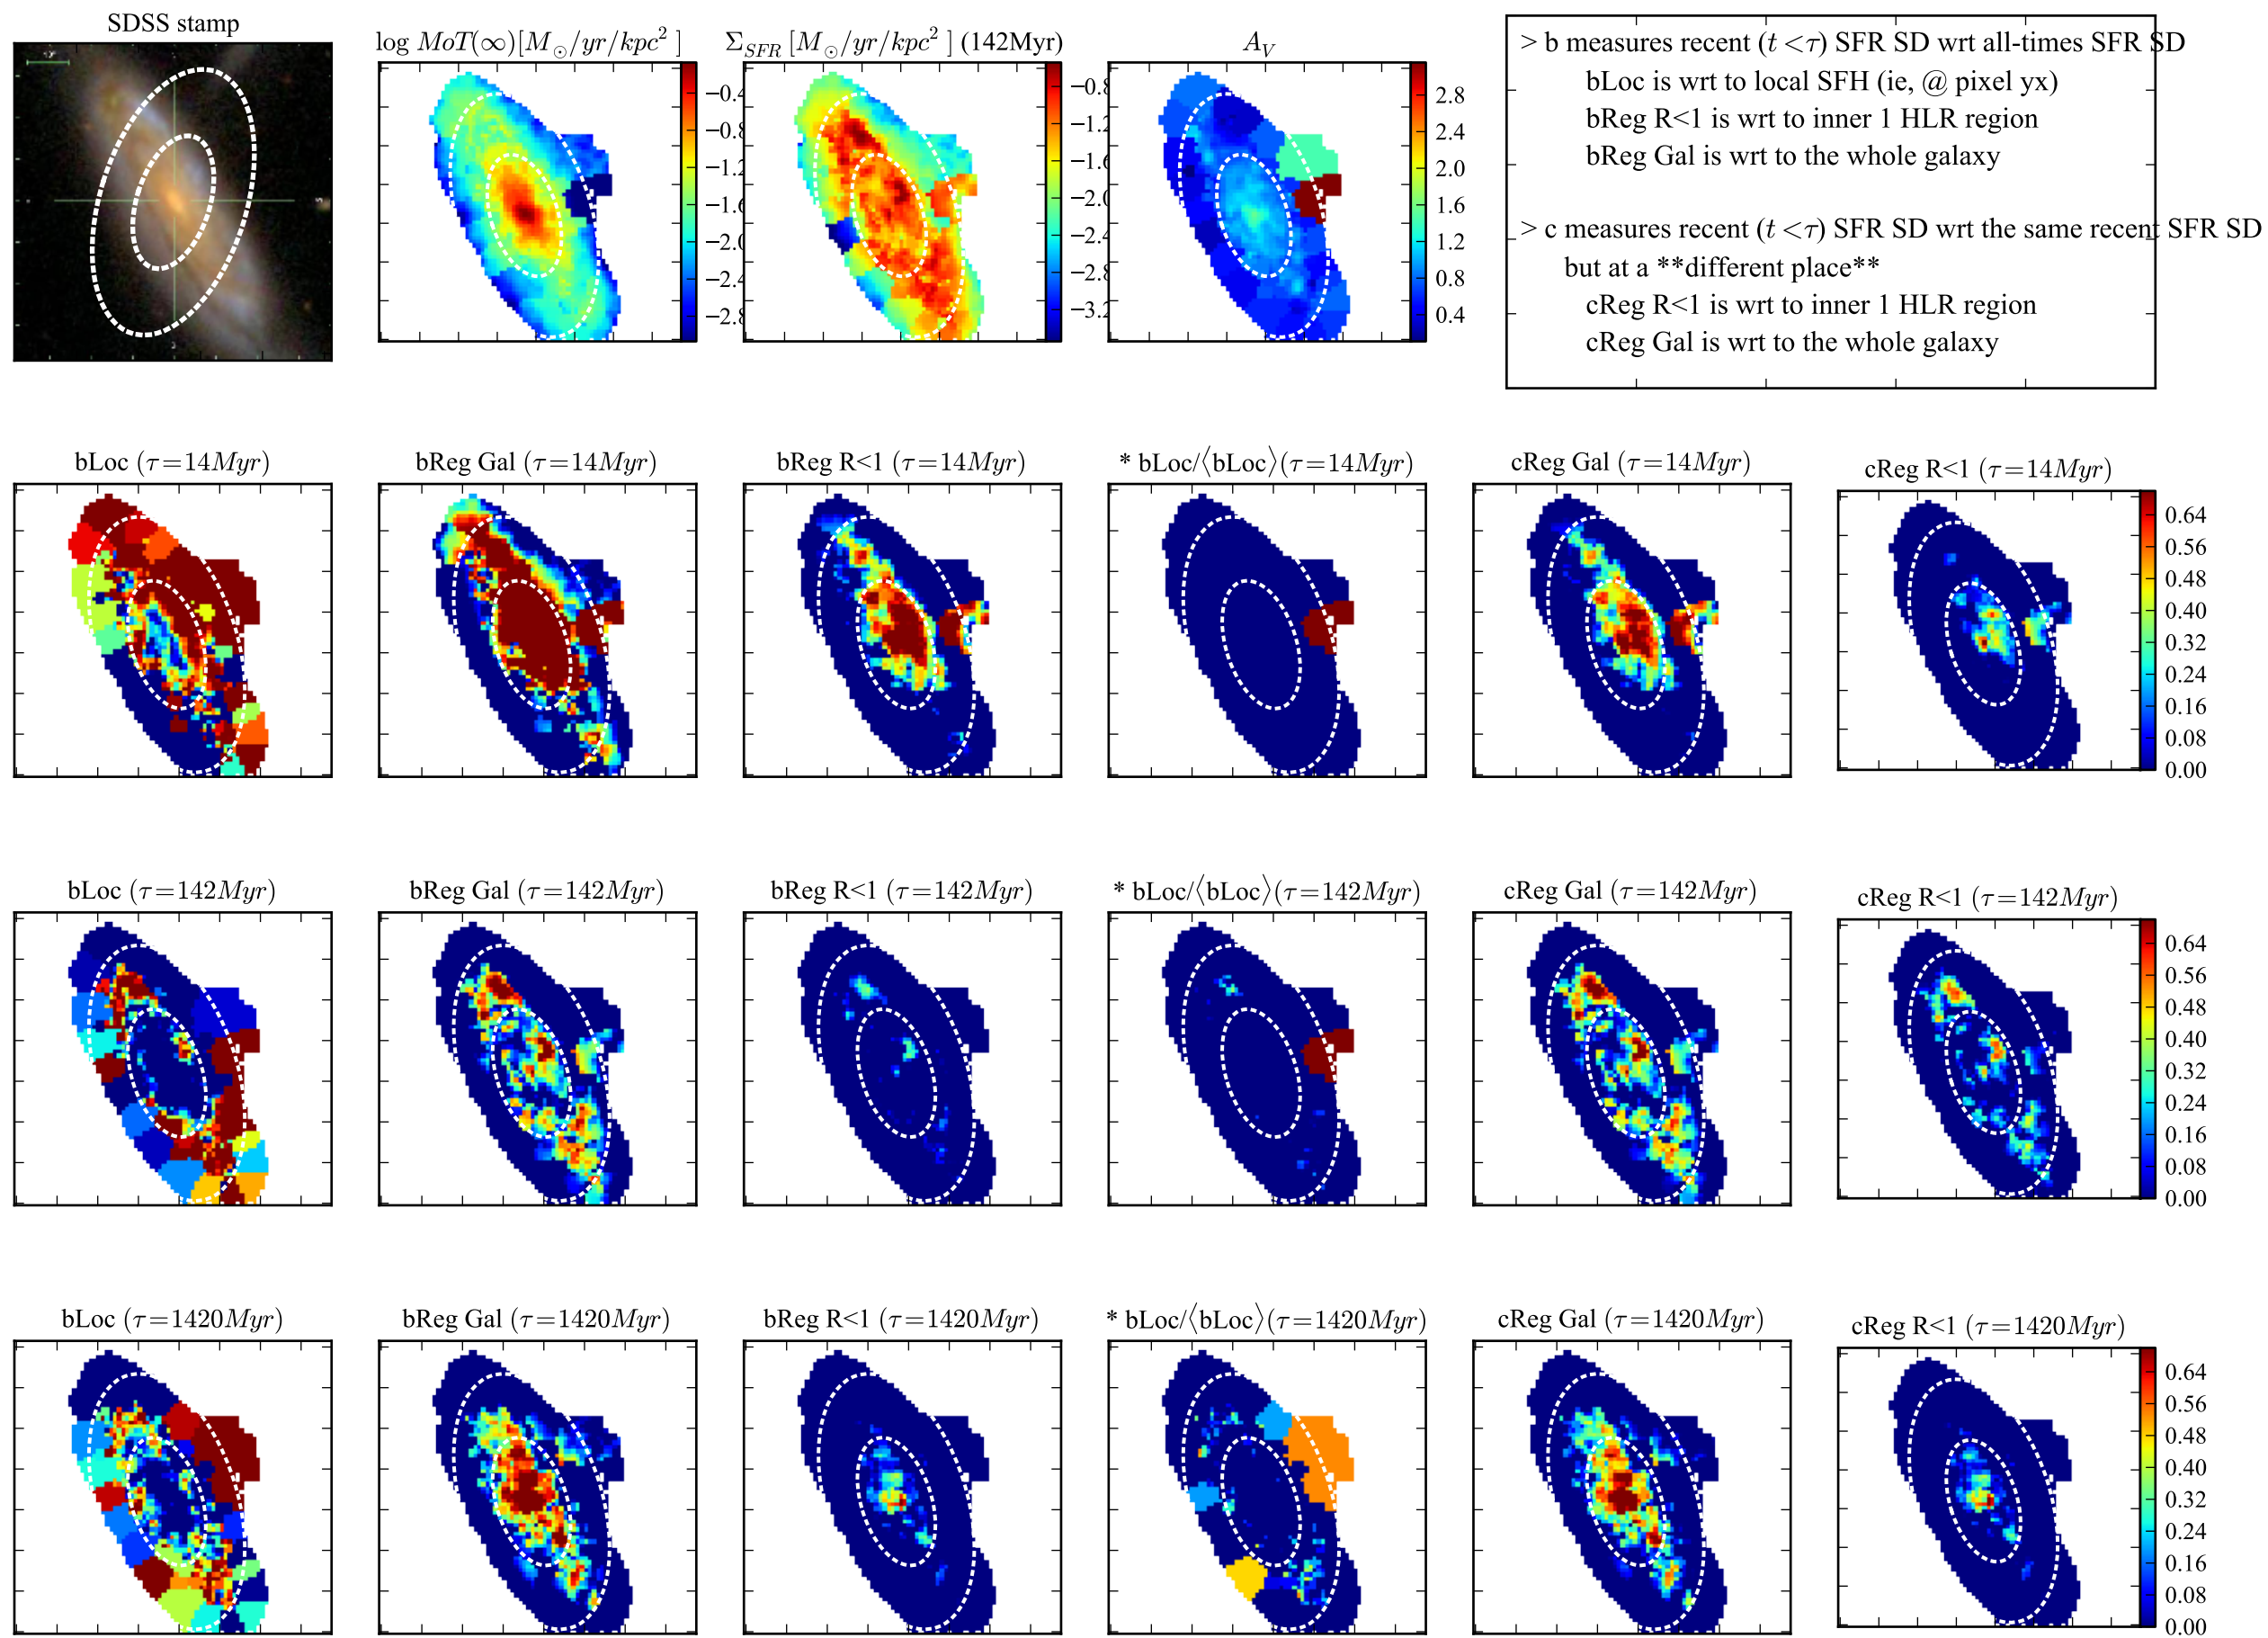 SDSS stamp
log MoT(∞)[M☉/yr/kpc² ]
Σ_SFR [M☉/yr/kpc² ] (142Myr)
A_V
−0.4
−0.8
−1.2
−1.6
−2.0
−2.4
−2.8
−0.8
−1.2
−1.6
−2.0
−2.4
−2.8
−3.2
2.8
2.4
2.0
1.6
1.2
0.8
0.4
> b measures recent (t <τ) SFR SD wrt all-times SFR SD
bLoc is wrt to local SFH (ie, @ pixel yx)
bReg R<1 is wrt to inner 1 HLR region
bReg Gal is wrt to the whole galaxy
> c measures recent (t <τ) SFR SD wrt the same recent SFR SD
but at a **different place**
cReg R<1 is wrt to inner 1 HLR region
cReg Gal is wrt to the whole galaxy
bLoc (τ=14Myr)
bReg Gal (τ=14Myr)
bReg R<1 (τ=14Myr)
* bLoc/⟨bLoc⟩(τ=14Myr)
cReg Gal (τ=14Myr)
cReg R<1 (τ=14Myr)
0.64
0.56
0.48
0.40
0.32
0.24
0.16
0.08
0.00
bLoc (τ=142Myr)
bReg Gal (τ=142Myr)
bReg R<1 (τ=142Myr)
* bLoc/⟨bLoc⟩(τ=142Myr)
cReg Gal (τ=142Myr)
cReg R<1 (τ=142Myr)
0.64
0.56
0.48
0.40
0.32
0.24
0.16
0.08
0.00
bLoc (τ=1420Myr)
bReg Gal (τ=1420Myr)
bReg R<1 (τ=1420Myr)
* bLoc/⟨bLoc⟩(τ=1420Myr)
cReg Gal (τ=1420Myr)
cReg R<1 (τ=1420Myr)
0.64
0.56
0.48
0.40
0.32
0.24
0.16
0.08
0.00